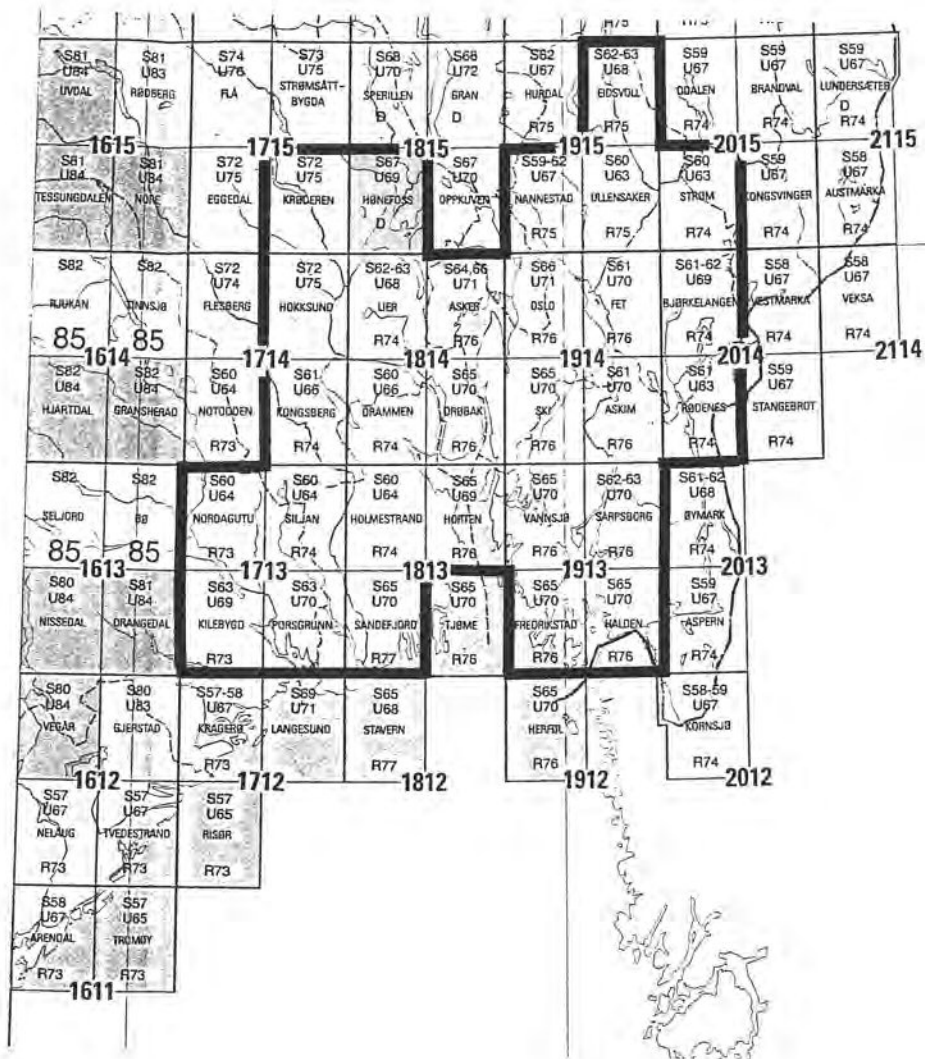 R75 R73 R74
S81 S81 S74 S73 S68 S66 S62 S62-63 S59 S59 S59
U84 U83 U76 U75 U70 U72 U67 U68 U67 U67 U67
UVDAL RØDBERG FLÅ STRØMSÅTT- SPERILLEN GRAN HURDAL EIDSVOLL ODALEN BRANDVAL LUNDERSÆTER
BYGDA
D D D
R75 R75 R74 R74 R74
1615 1715 1815 1915 2015 2115
S81 S81 S72 S72 S67 S67 S59-62 S60 S60 S59 S58
U84 U84 U75 U75 U69 U70 U67 U63 U63 U67 U67
TESSUNGDALEN NORE EGGEDAL KRØDEREN HØNEFOSS OPPKUVEN NANNESTAD ULLENSAKER STRØM KONGSVINGER AUSTMARKA
D
R75 R75 R74 R74 R74
S82 S82 S72 S72 S62-63 S64,66 S66 S61 S61-62 S58 S58
U74 U75 U68 U71 U71 U70 U69 U67 U67
RJUKAN TINNSJØ FLESBERG HOKKSUND LIER ASKER OSLO FET BJØRKELANGEN VESTMARKA VEKSA
85 85 R74 R76 R76 R76 R74 R74 R74
1614 1714 1814 1914 2014 2114
S82 S82 S60 S61 S60 S65 S65 S61 S61 S59
U84 U84 U64 U66 U66 U70 U70 U70 U63 U67
HJARTDAL GRANSHERAD NOTODDEN KONGSBERG DRAMMEN DRØBAK SKI ASKIM RØDENES STANGEBROT
R73 R74 R74 R76 R76 R76 R74 R74
S82 S82 S60 S60 S60 S65 S65 S62-63 S61-62
U64 U64 U64 U69 U70 U70 U68
SELJORD BØ NORDAGUTU SILJAN HOLMESTRAND HORTEN VANNSJØ SARPSBORG ØYMARK
85 85 R73 R74 R74 R76 R76 R76 R74
1613 1713 1813 1913 2013
S80 S81 S63 S63 S65 S65 S65 S65 S59
U84 U84 U69 U70 U70 U70 U70 U70 U67
NISSEDAL DRANGEDAL KILEBYGD PORSGRUNN SANDEFJORD TJØME FREDRIKSTAD HALDEN ASPERN
R73 R77 R76 R76 R76 R74
S80 S80 S57-58 S69 S65 S65 S58-59
U84 U83 U67 U71 U68 U70 U67
VEGÅR GJERSTAD KRAGERØ LANGESUND STAVERN HERFØL KORNSJØ
R73 R77 R76 R74
1612 1712 1812 1912 2012
S57 S57 S57
U67 U67 U65
NELAUG TVEDESTRAND RISØR
R73 R73 R73
S58 S57
U67 U65
ARENDAL TROMØY
R73 R73
1611